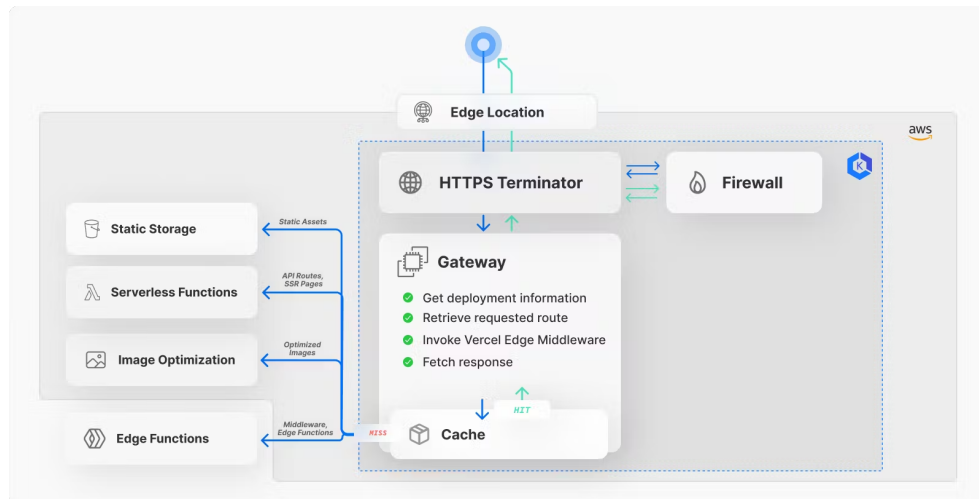 Edge Location
aws
HTTPS Terminator
Firewall
K
Static Storage
Static Assets
Serverless Functions
API Routes,
SSR Pages
Image Optimization
Optimized
Images
Edge Functions
Middleware,
Edge Functions
Gateway
Get deployment information
Retrieve requested route
Invoke Vercel Edge Middleware
Fetch response
HIT
MISS
Cache